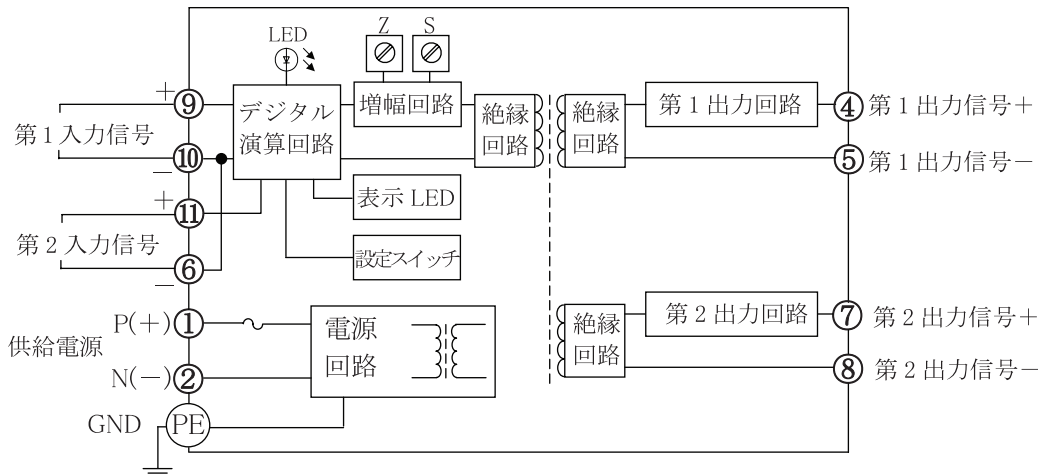 LED
Z
S
+
⑨
デジタル
演算回路
増幅回路
絶縁
回路
絶縁
回路
第1出力回路
④
第1出力信号+
第1入力信号
⑩
−
⑤
第1出力信号−
+
⑪
表示 LED
第2入力信号
設定スイッチ
⑥
−
P(+)
①
電源
回路
絶縁
回路
第2出力回路
⑦
第2出力信号+
供給電源
N(−)
②
⑧
第2出力信号−
GND
PE